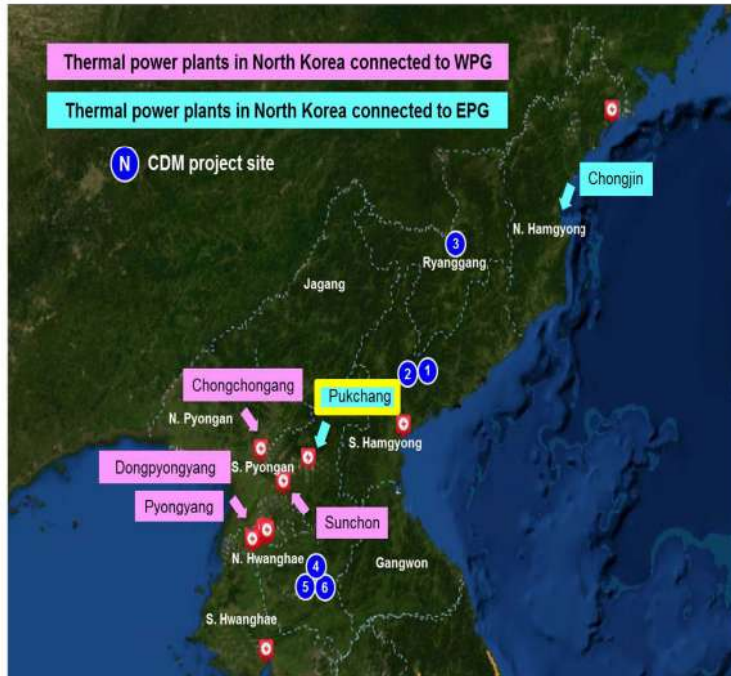 Thermal power plants in North Korea connected to WPG
Thermal power plants in North Korea connected to EPG
N CDM project site
Chongjin
N. Hamgyong
3
Ryanggang
Jagang
2 1
Chongchongang
Pukchang
N. Pyongan
S. Hamgyong
Dongpyongyang
S. Pyongan
Pyongyang
Sunchon
N. Hwanghae
4
Gangwon
5 6
S. Hwanghae